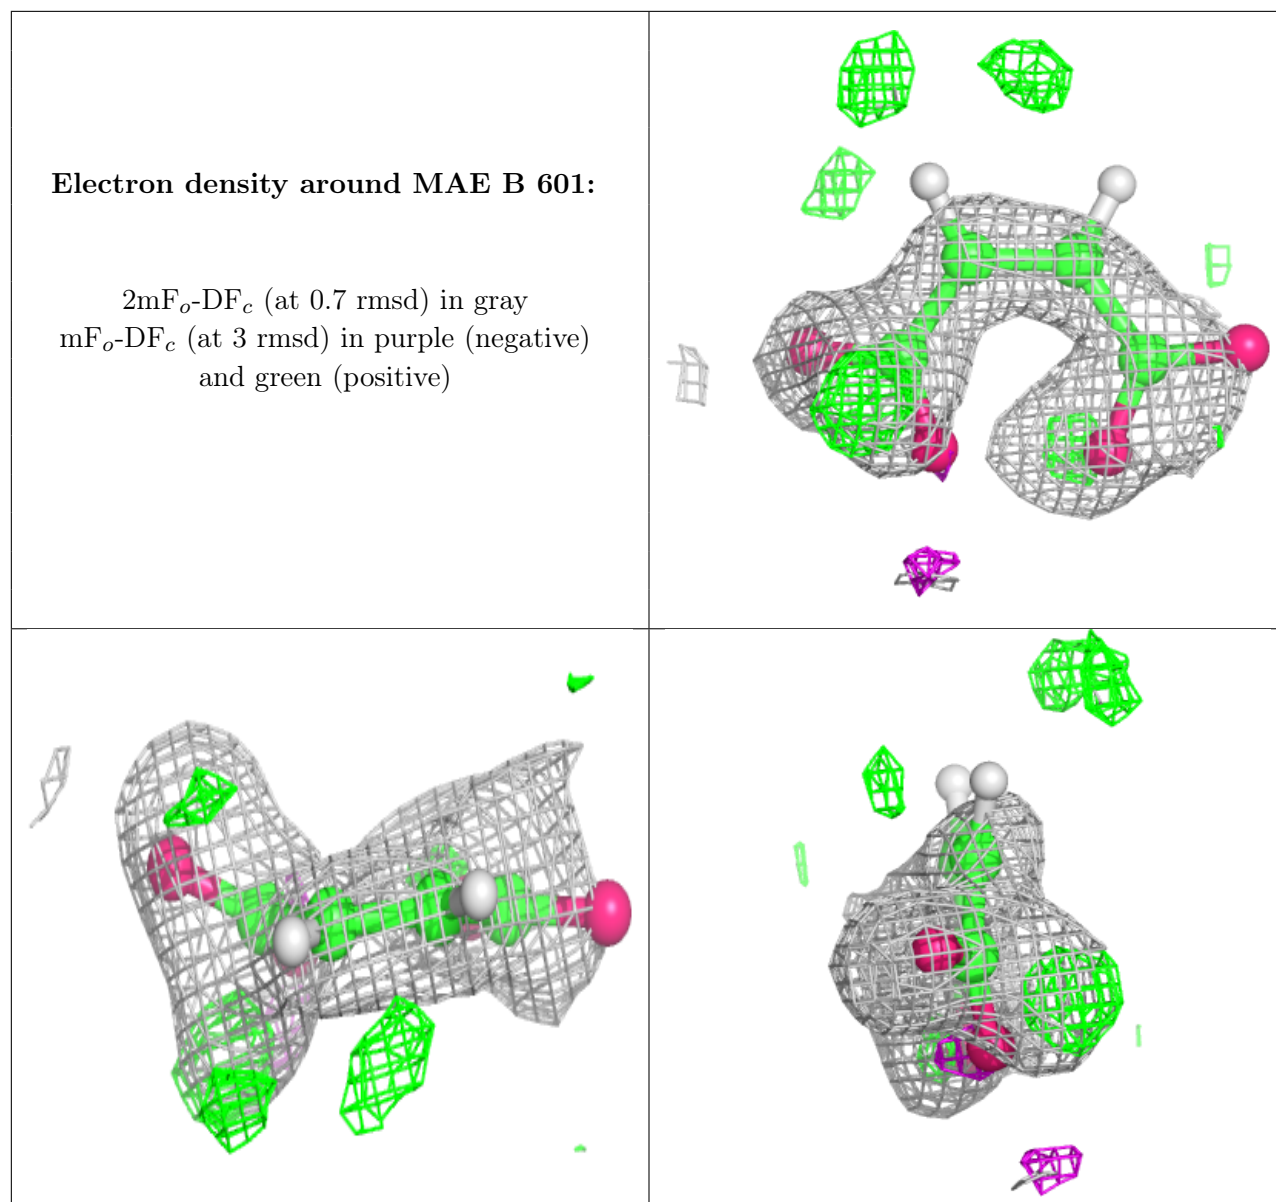 Electron density around MAE B 601:
2mFo-DFc (at 0.7 rmsd) in gray
mFo-DFc (at 3 rmsd) in purple (negative)
and green (positive)